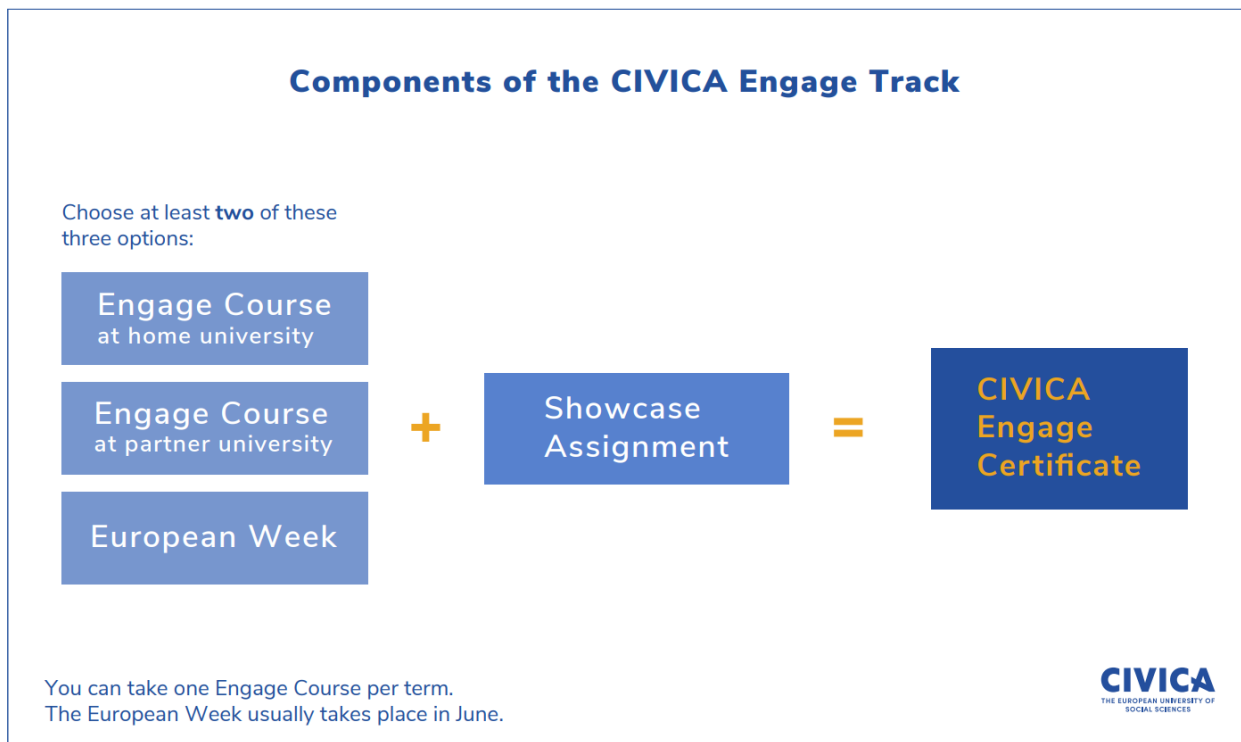 Components of the CIVICA Engage Track
Choose at least two of these
three options:
Engage Course
at home university
Engage Course
at partner university
European Week
+
Showcase
Assignment
=
CIVICA
Engage
Certificate
You can take one Engage Course per term.
The European Week usually takes place in June.
CIVICA
THE EUROPEAN UNIVERSITY OF
SOCIAL SCIENCES